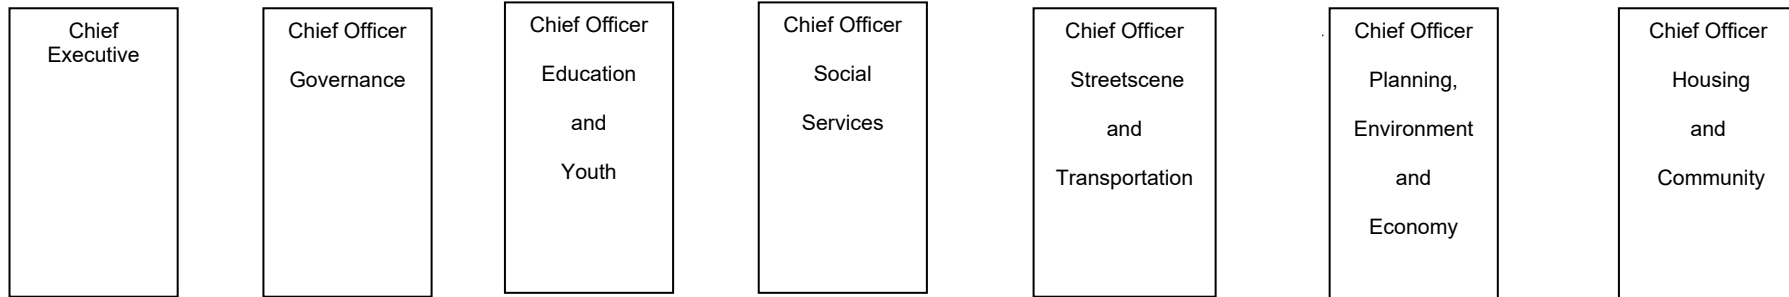 Chief
Executive
Chief Officer
Governance
Chief Officer
Education
and
Youth
Chief Officer
Social
Services
Chief Officer
Streetscene
and
Transportation
Chief Officer
Planning,
Environment
and
Economy
Chief Officer
Housing
and
Community